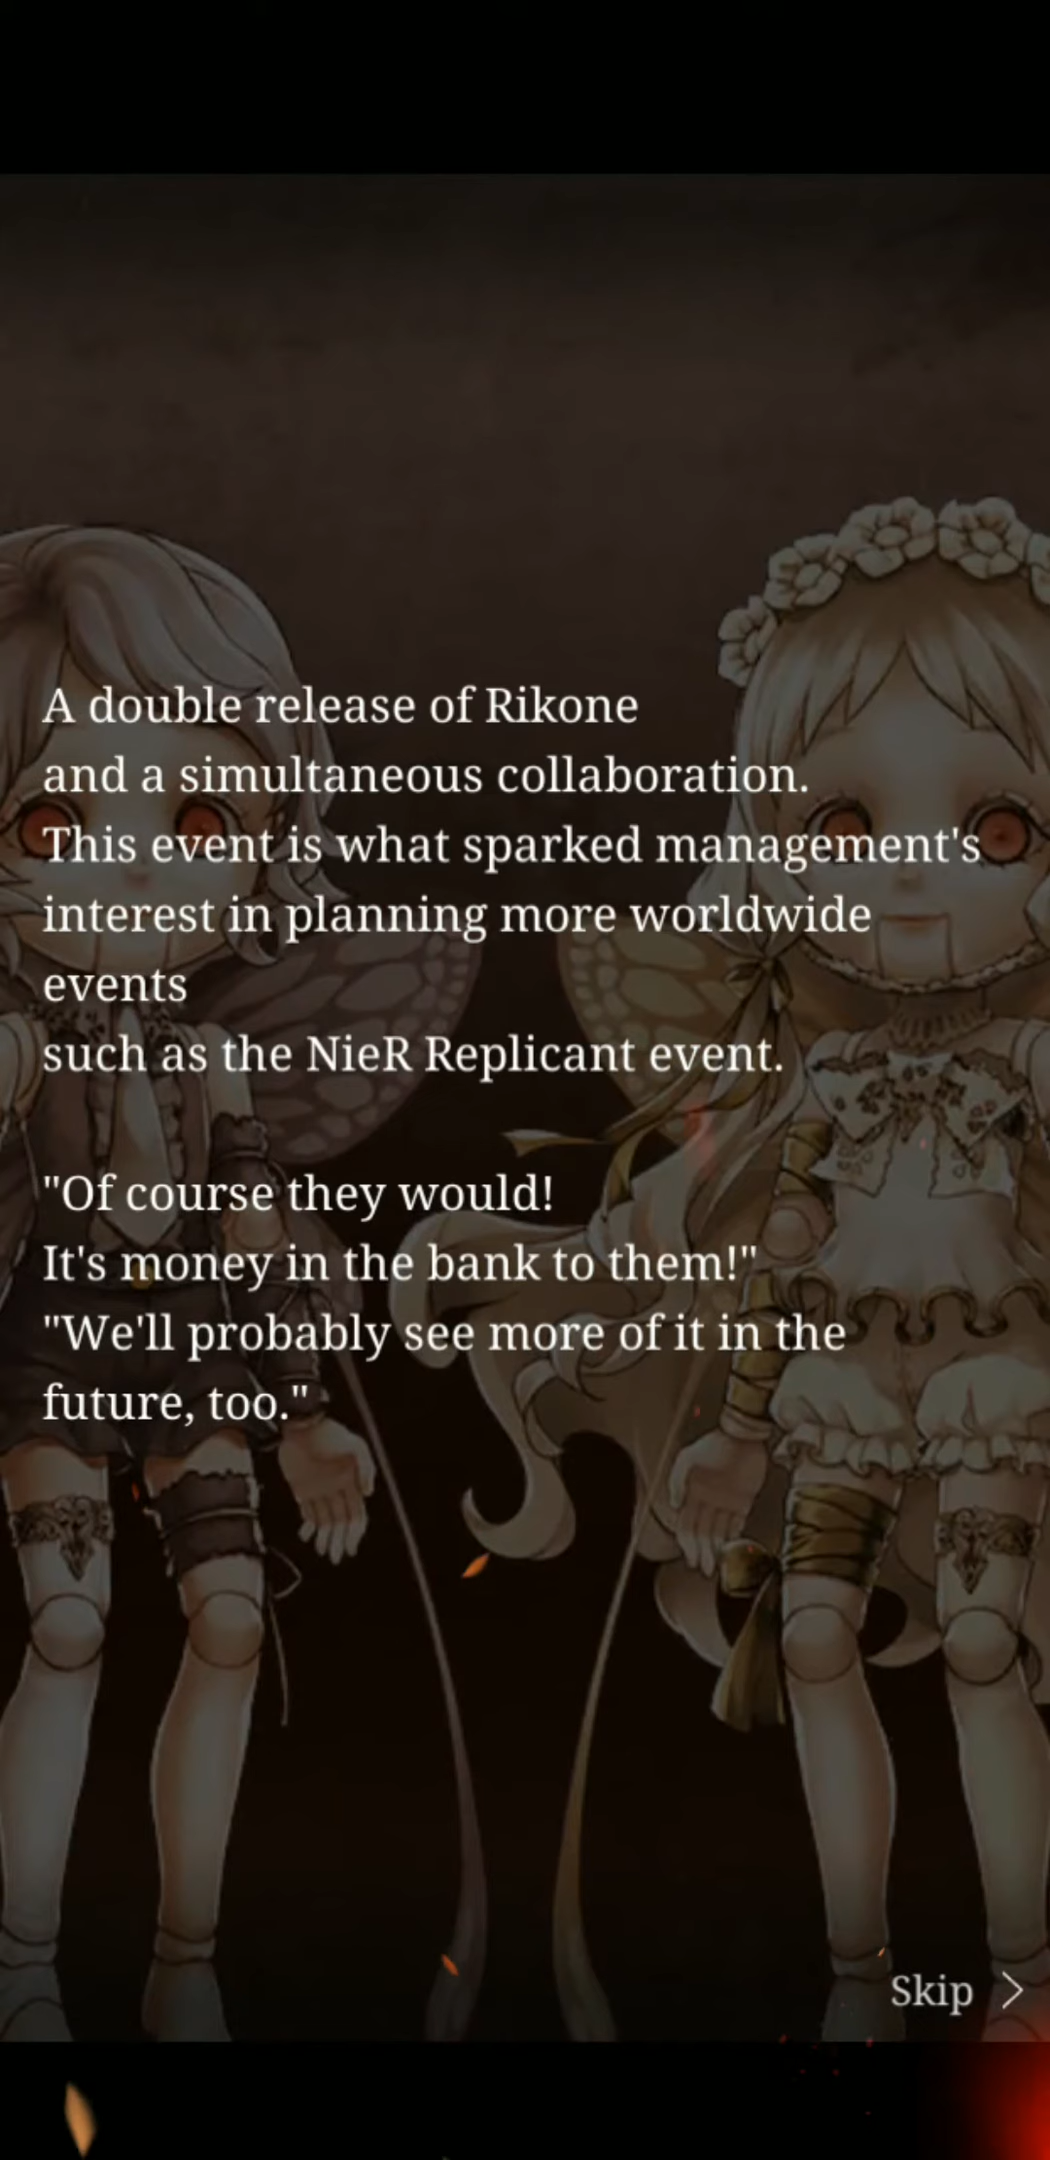 A double release of Rikone
and a simultaneous collaboration.
This event is what sparked management's
interest in planning more worldwide
events
such as the NieR Replicant event.
"Of course they would!
It's money in the bank to them!"
"We'll probably see more of it in the
future, too."
Skip